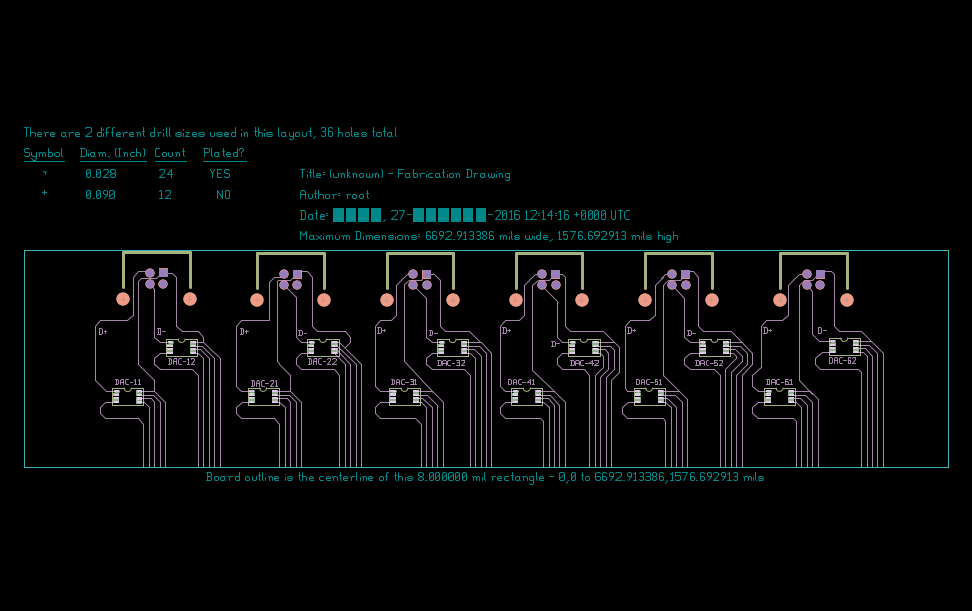 There are 2 different drill sizes used in this layout, 36 holes total
Symbol Diam. (Inch) Count Plated?
0.028 24 YES
+ 0.090 12 NO
Title: (unknown) - Fabrication Drawing
Author: root
Date: , 27- -2016 12:14:16 +0000 UTC
Maximum Dimensions: 6692.913386 mils wide, 1576.692913 mils high
D+ D- D+ D- D+ D- D+ D- D+ D- D+ D-
DAC-12 DAC-22 DAC-32 DAC-42 DAC-52 DAC-62
DAC-11 DAC-21 DAC-31 DAC-41 DAC-51 DAC-61
Board outline is the centerline of this 8.000000 mil rectangle - 0,0 to 6692.913386,1576.692913 mils